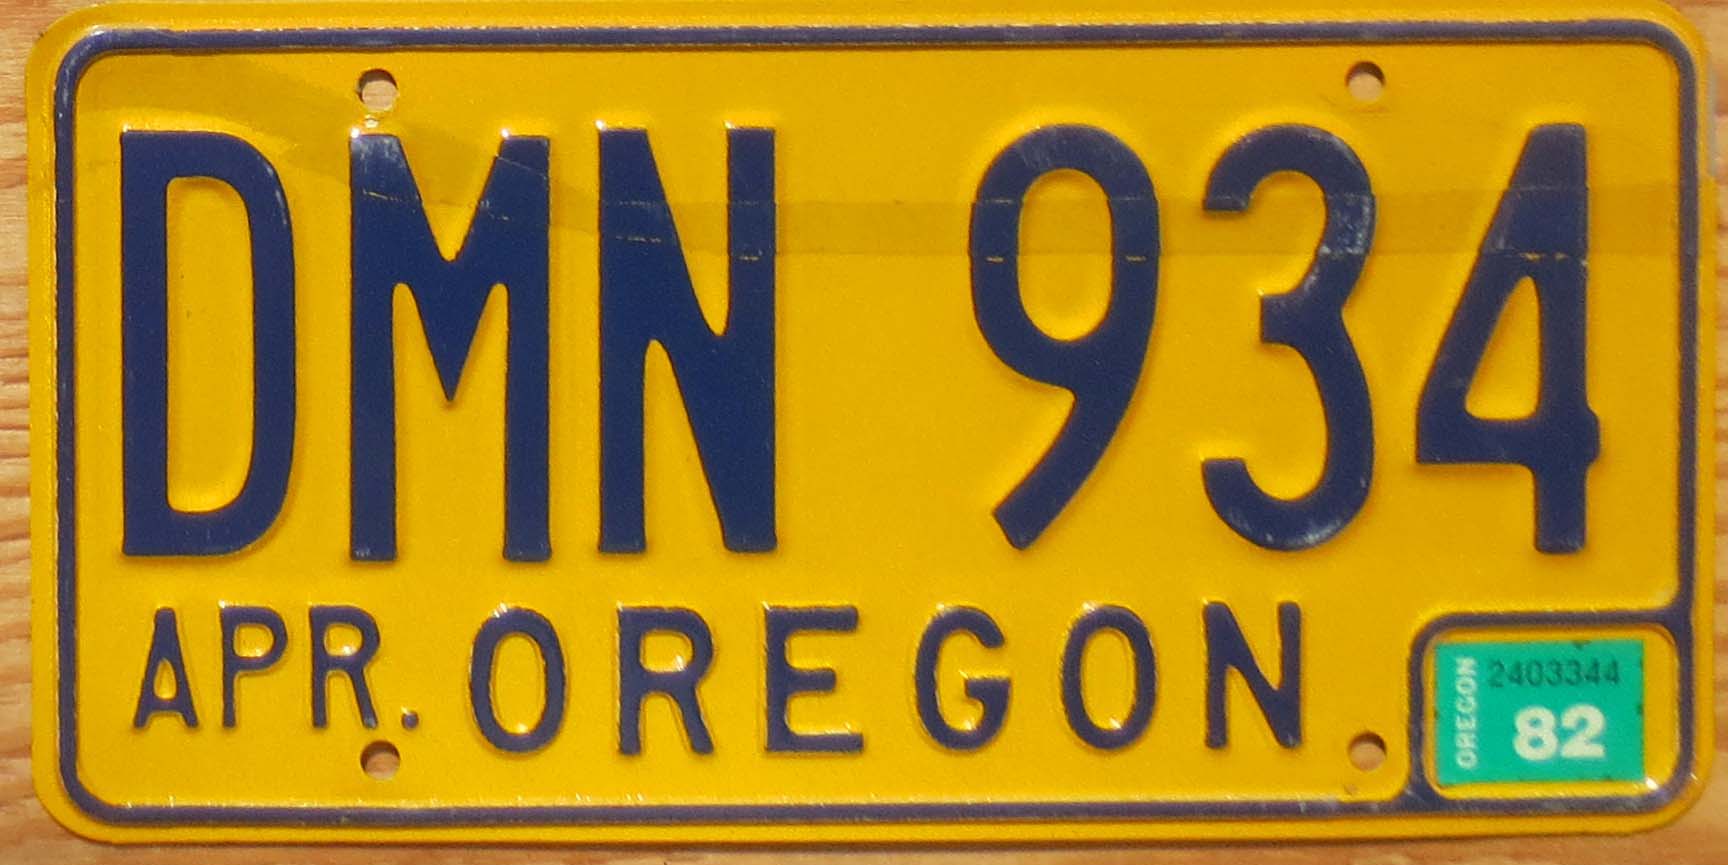 DMN 934
APR. OREGON
OREGON
2403344
82